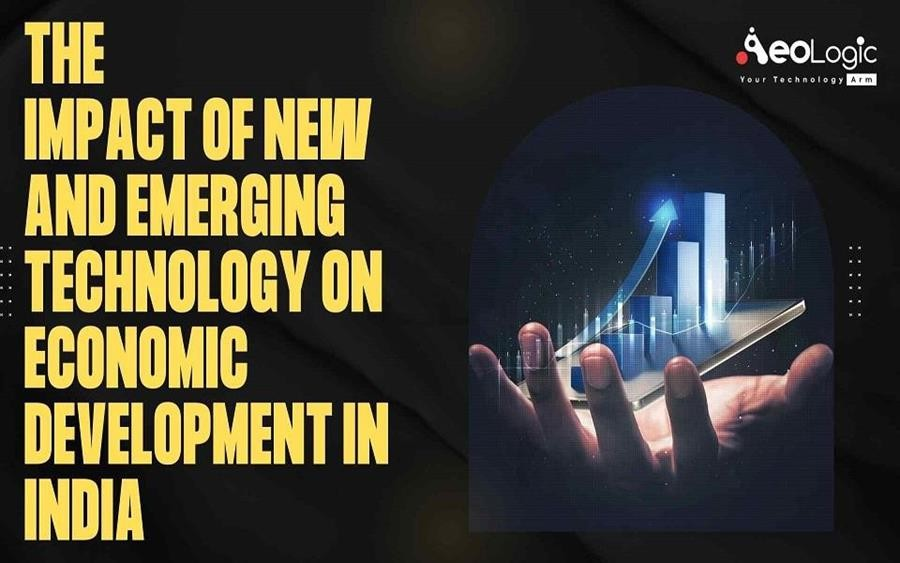 THE
IMPACT OF NEW
AND EMERGING
TECHNOLOGY ON
ECONOMIC
DEVELOPMENT IN
INDIA
AeoLogic
Your Technology Arm